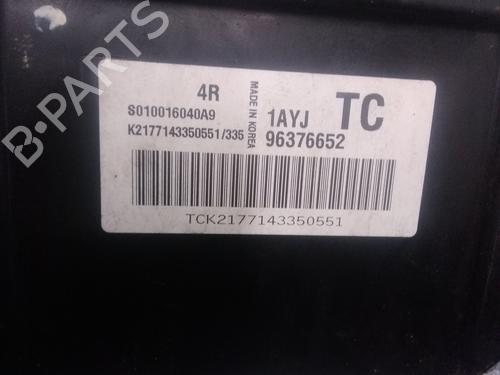 4R
S010016040A9
K2177143350551/335
MADE IN KOREA
1AYJ
TC
96376652
TCK2177143350551
B-PARTS